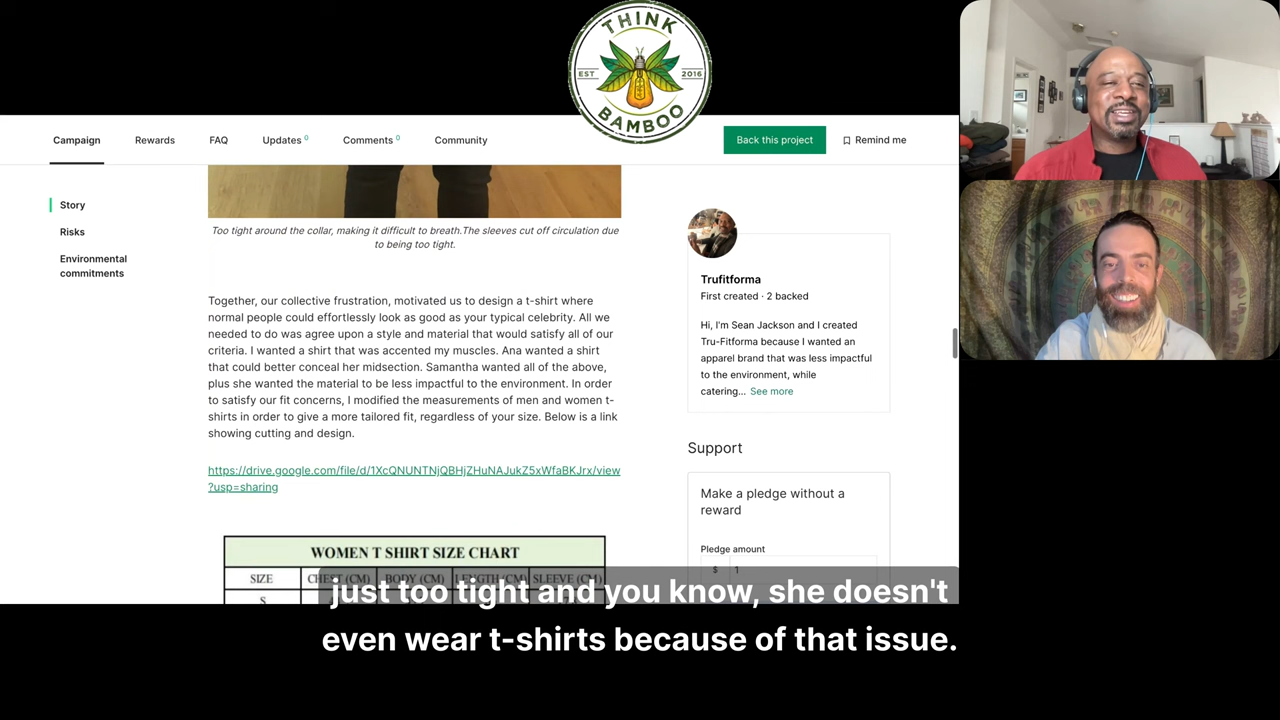 THINK
EST 2016
BAMBOO
Campaign Rewards FAQ Updates 0 Comments 0 Community Back this project Remind me
Story
Risks
Environmental
commitments
Too tight around the collar, making it difficult to breath.The sleeves cut off circulation due
to being too tight.
Together, our collective frustration, motivated us to design a t-shirt where
normal people could effortlessly look as good as your typical celebrity. All we
needed to do was agree upon a style and material that would satisfy all of our
criteria. I wanted a shirt that was accented my muscles. Ana wanted a shirt
that could better conceal her midsection. Samantha wanted all of the above,
plus she wanted the material to be less impactful to the environment. In order
to satisfy our fit concerns, I modified the measurements of men and women t-
shirts in order to give a more tailored fit, regardless of your size. Below is a link
showing cutting and design.
https://drive.google.com/file/d/1XcQNUNTNjQBHjZHuNAJukZ5xWfaBKJrx/view
?usp=sharing
WOMEN T SHIRT SIZE CHART
SIZE CHEST (CM) BODY (CM) LENGTH (CM) SLEEVE (CM)
S
Trufitforma
First created · 2 backed
Hi, I'm Sean Jackson and I created
Tru-Fitforma because I wanted an
apparel brand that was less impactful
to the environment, while
catering... See more
Support
Make a pledge without a
reward
Pledge amount
$ 1
just too tight and you know, she doesn't
even wear t-shirts because of that issue.